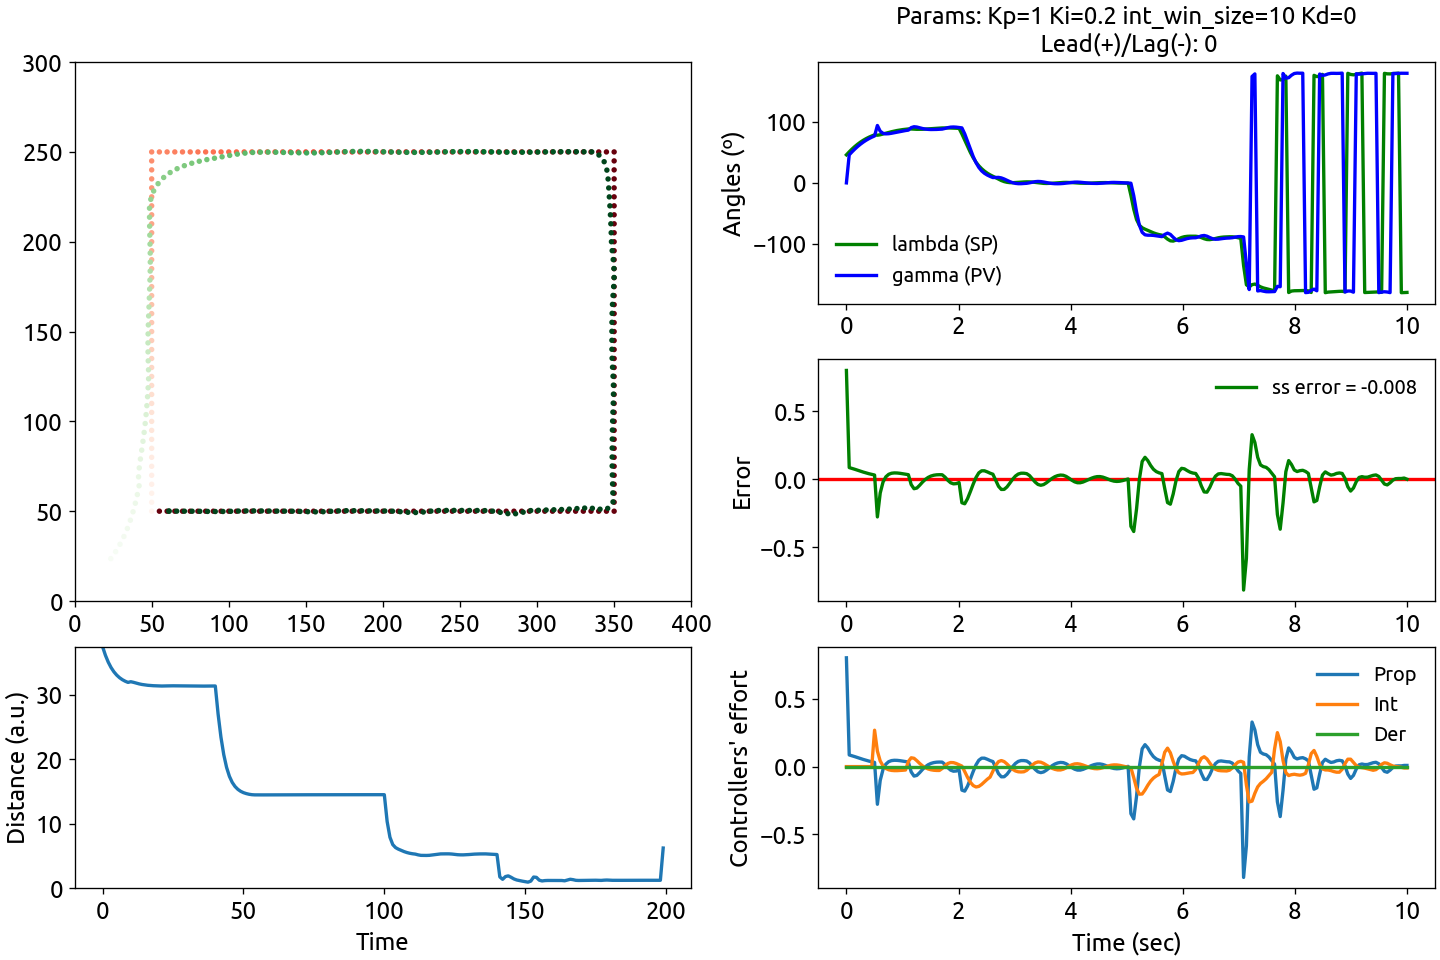 Params: Kp=1 Ki=0.2 int_win_size=10 Kd=0
Lead(+)/Lag(-): 0
300
250
200
150
100
50
0
0 50 100 150 200 250 300 350 400
100
0
−100
Angles (º)
lambda (SP)
gamma (PV)
0 2 4 6 8 10
0.5
0.0
−0.5
Error
ss error = -0.008
0 2 4 6 8 10
30
20
10
0
Distance (a.u.)
0 50 100 150 200
Time
0.5
0.0
−0.5
Controllers' effort
Prop
Int
Der
0 2 4 6 8 10
Time (sec)